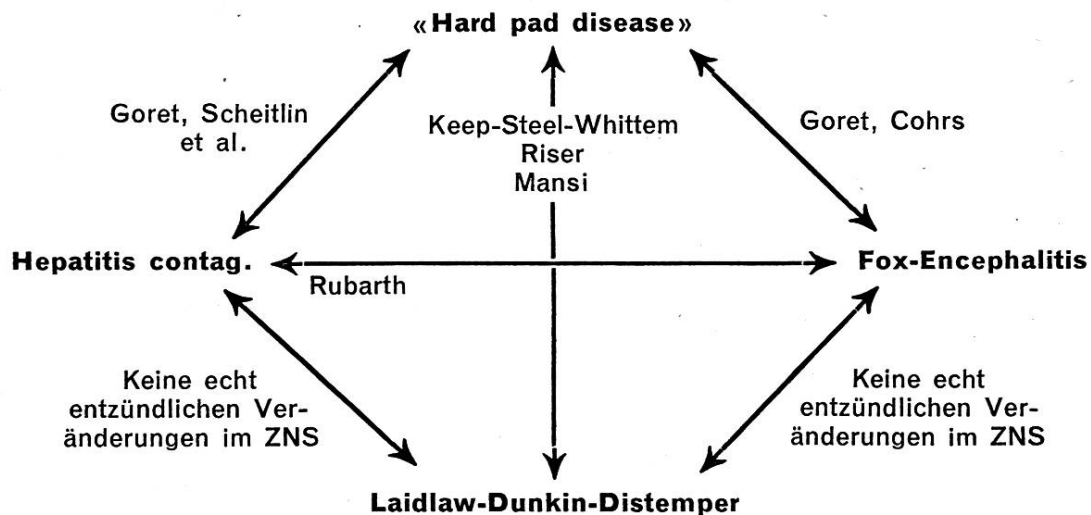 «Hard pad disease»
Goret, Scheitlin
et al.
Keep-Steel-Whittem
Riser
Mansi
Goret, Cohrs
Hepatitis contag.
Fox-Encephalitis
Rubarth
Keine echt
entzündlichen Ver-
änderungen im ZNS
Keine echt
entzündlichen Ver-
änderungen im ZNS
Laidlaw-Dunkin-Distemper